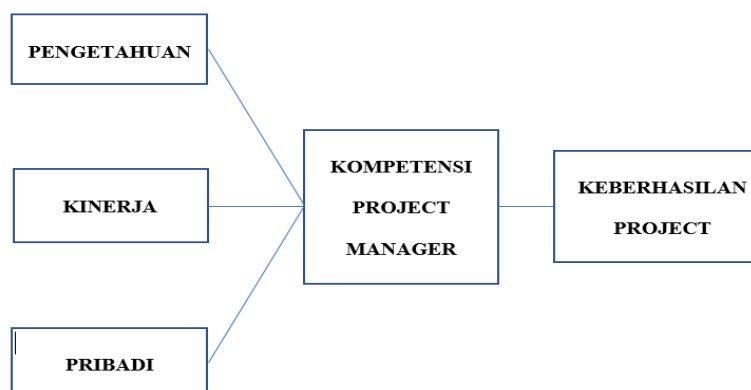 PENGETAHUAN
KINERJA
PRIBADI
KOMPETENSI
PROJECT
MANAGER
KEBERHASILAN
PROJECT